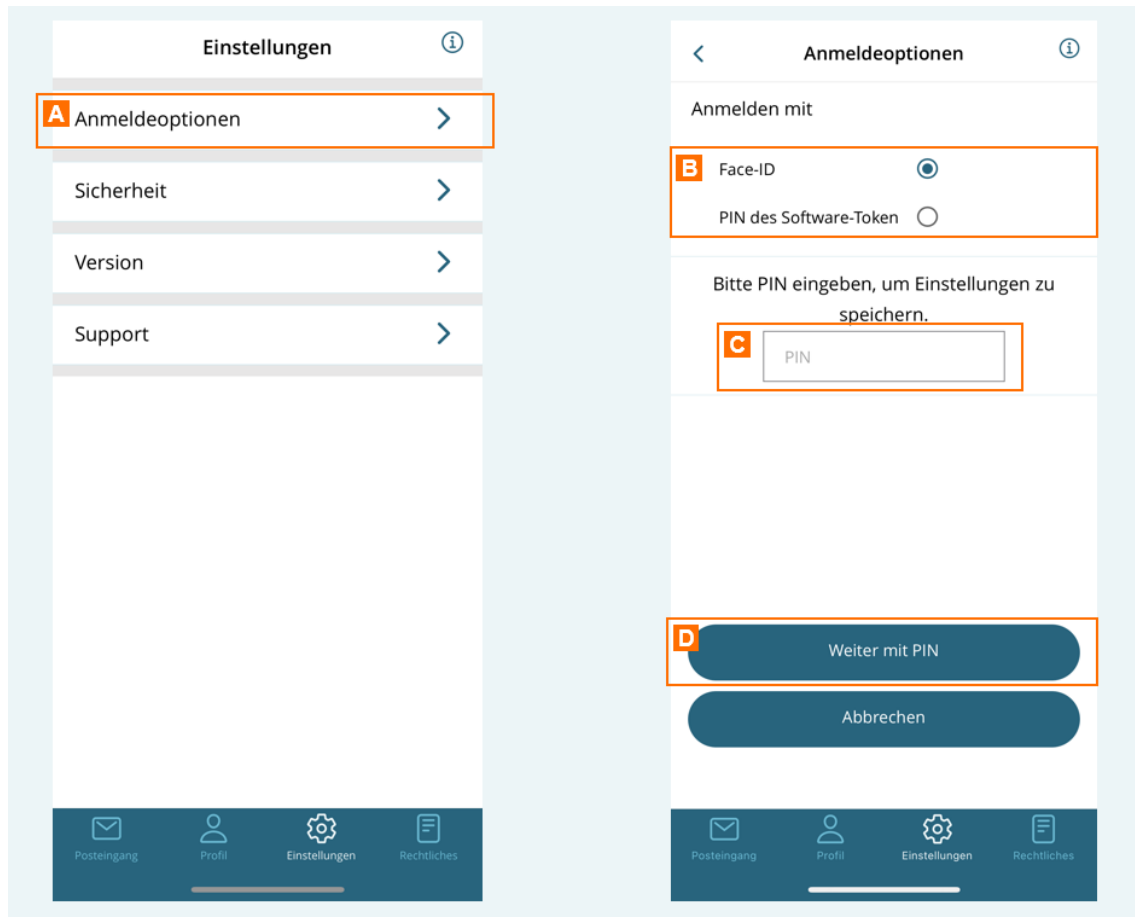 Einstellungen
A Anmeldeoptionen
Sicherheit
Version
Support
Posteingang Profil Einstellungen Rechtliches
Anmeldeoptionen
Anmelden mit
B Face-ID
PIN des Software-Token
Bitte PIN eingeben, um Einstellungen zu
speichern.
C PIN
D Weiter mit PIN
Abbrechen
Posteingang Profil Einstellungen Rechtliches